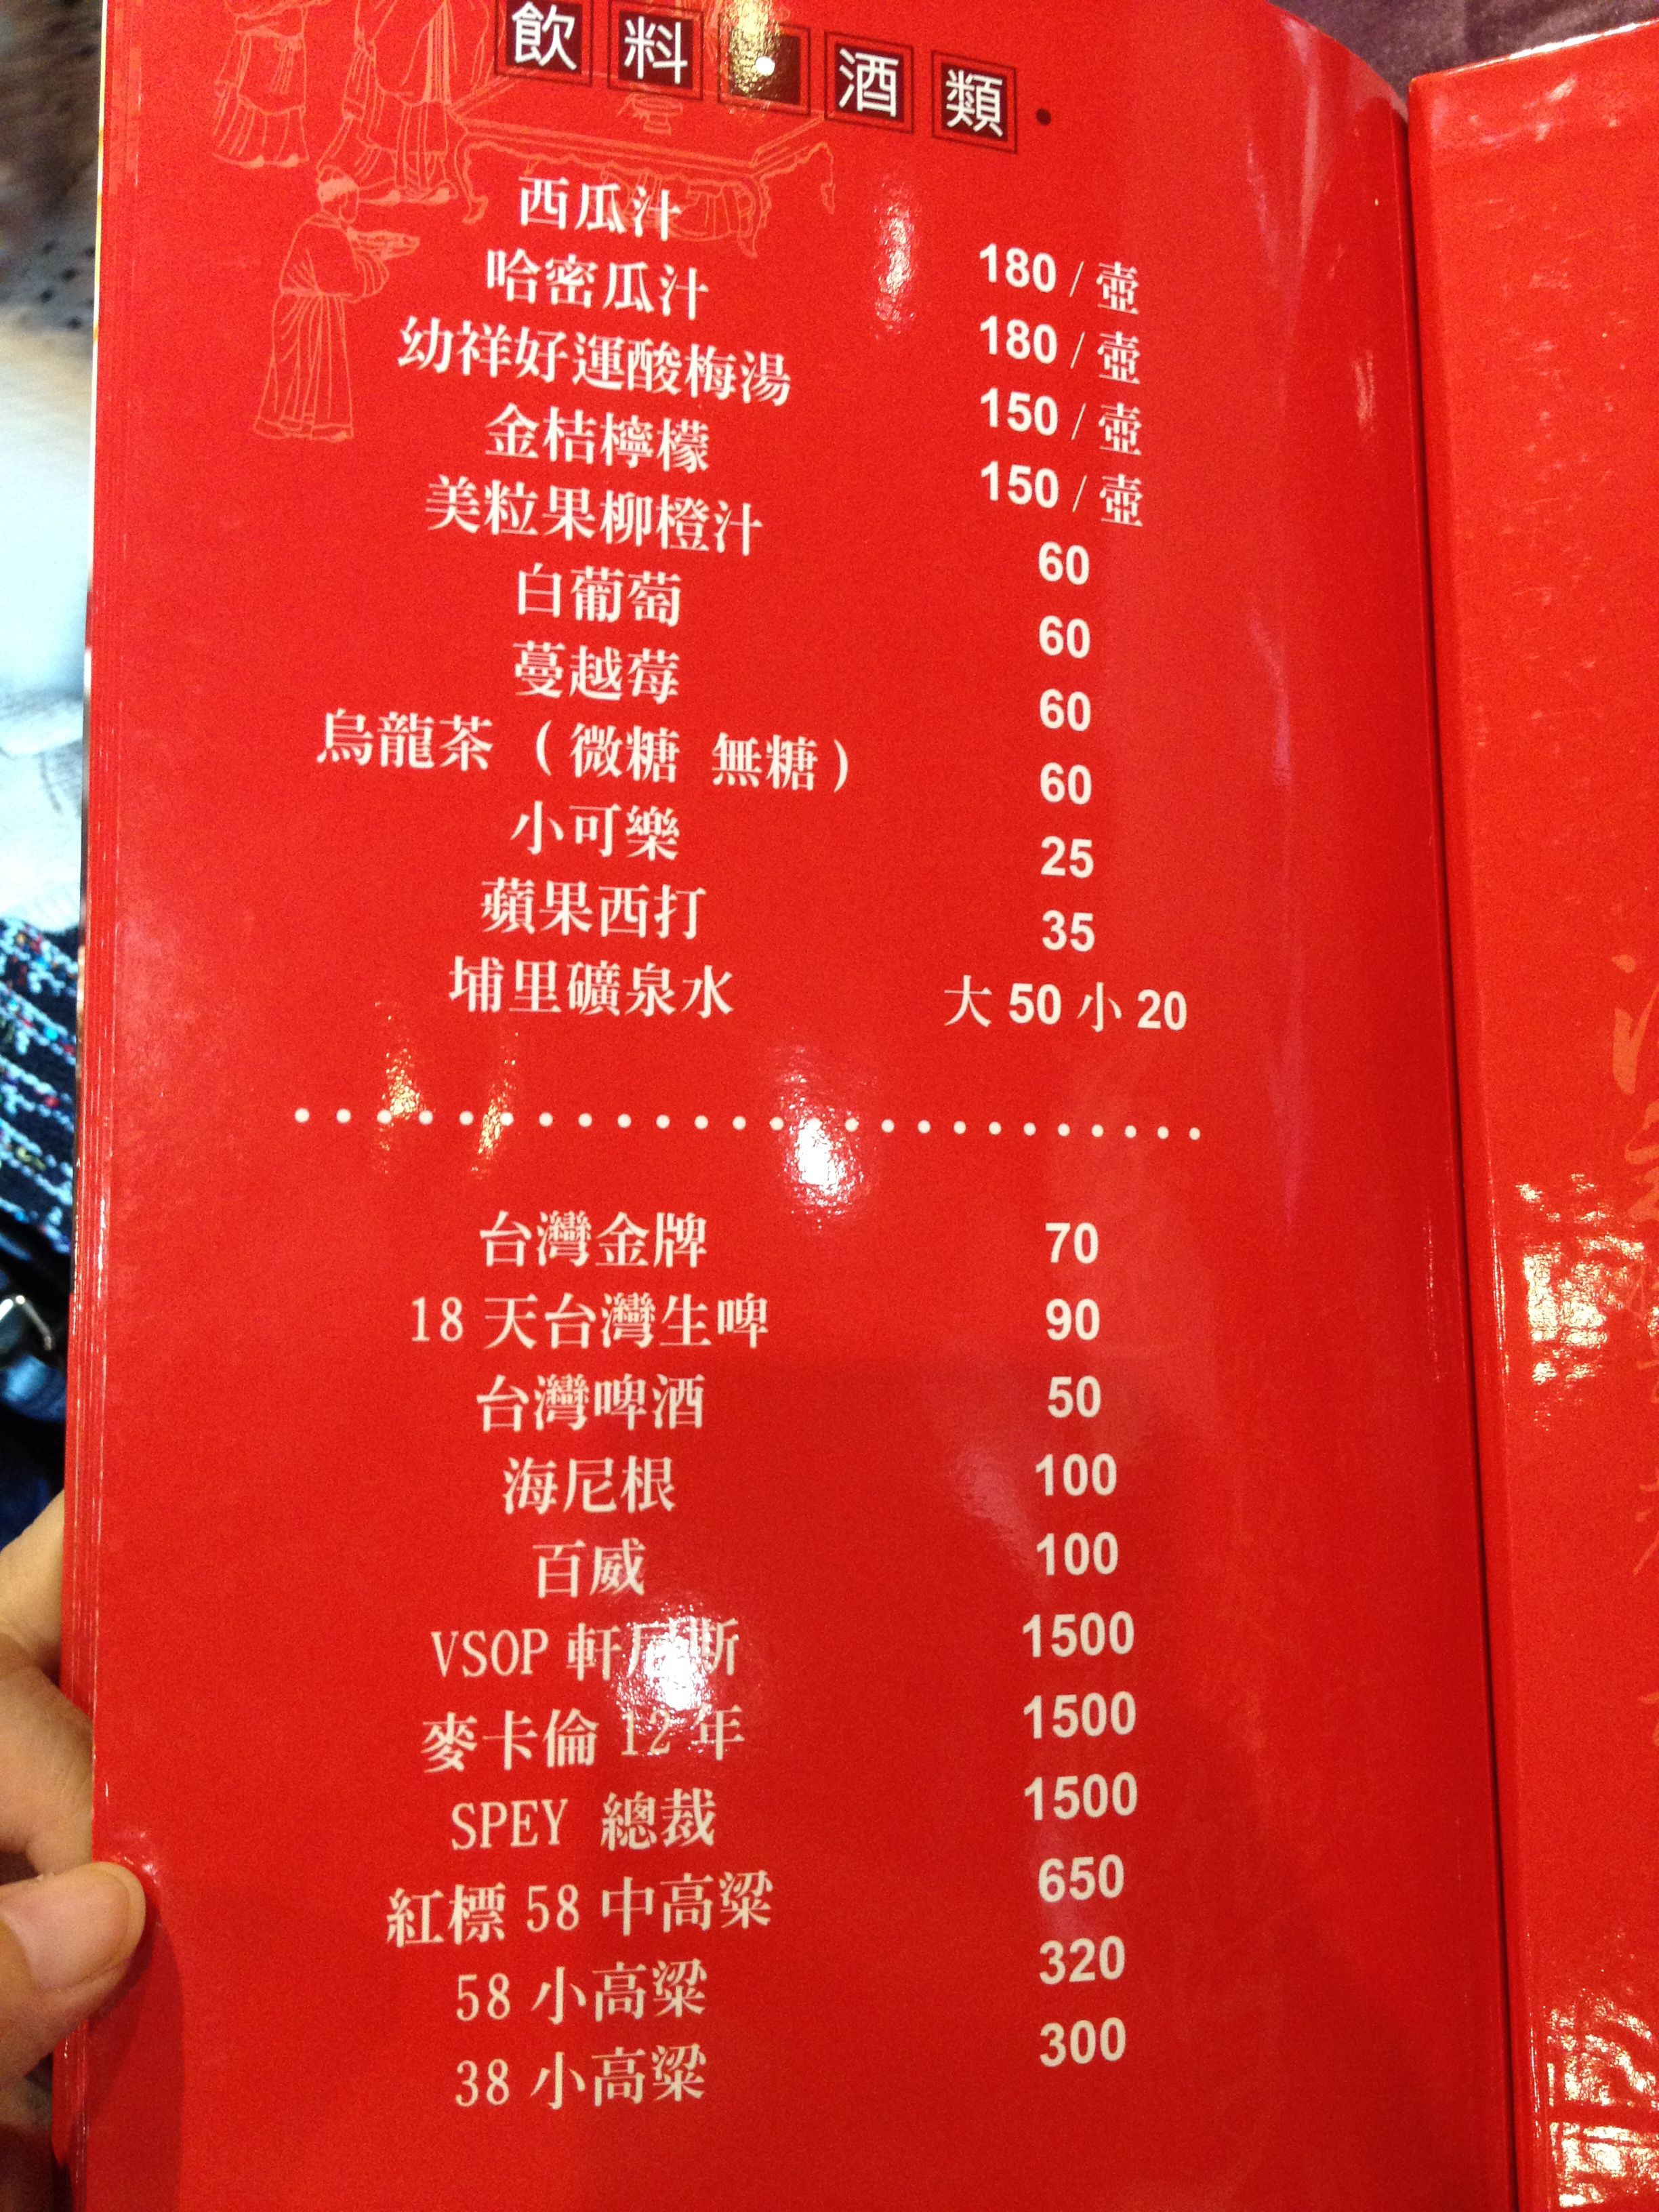 飲料・酒類
西瓜汁 180 / 壺
哈密瓜汁 180 / 壺
幼祥好運酸梅湯 150 / 壺
金桔檸檬 150 / 壺
美粒果柳橙汁 60
白葡萄 60
蔓越莓 60
烏龍茶 (微糖 無糖) 60
小可樂 25
蘋果西打 35
埔里礦泉水 大 50 小 20
台灣金牌 70
18 天台灣生啤 90
台灣啤酒 50
海尼根 100
百威 100
VSOP 軒尼斯 1500
麥卡倫 12 年 1500
SPEY 總裁 1500
紅標 58 中高粱 650
58 小高粱 320
38 小高粱 300